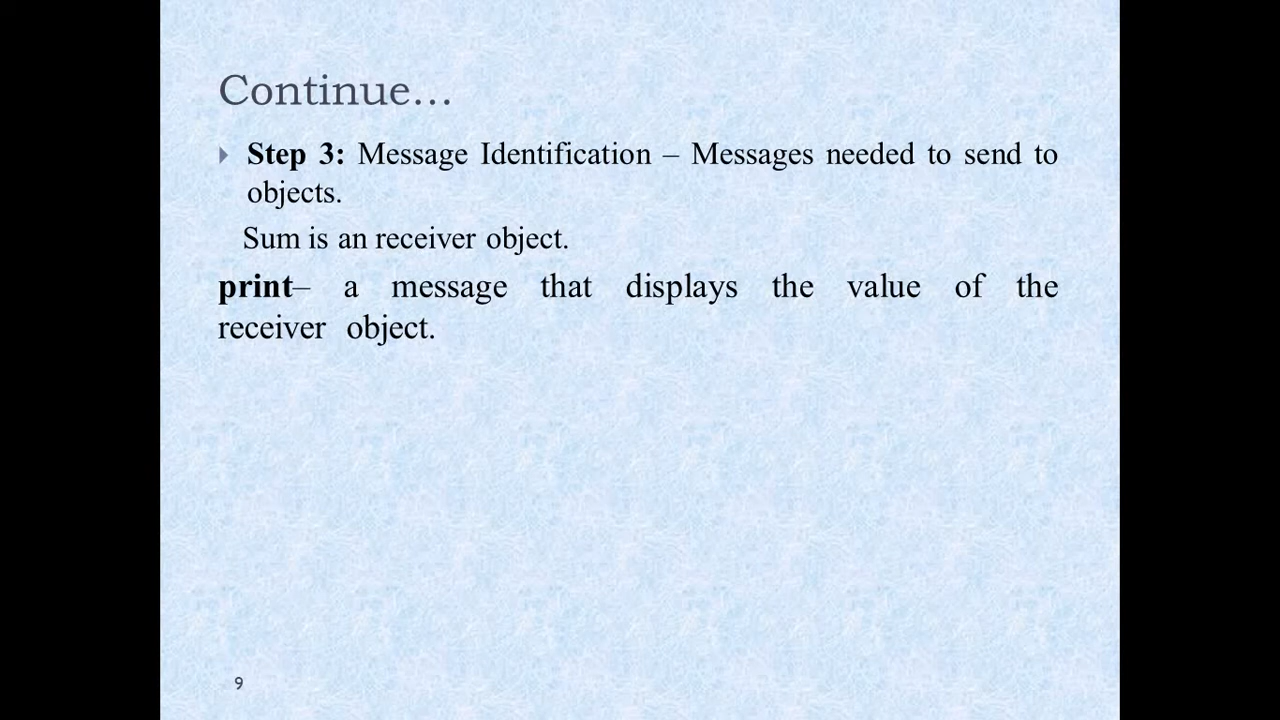 Continue…
Step 3: Message Identification – Messages needed to send to
objects.
Sum is an receiver object.
print– a message that displays the value of the
receiver object.
9